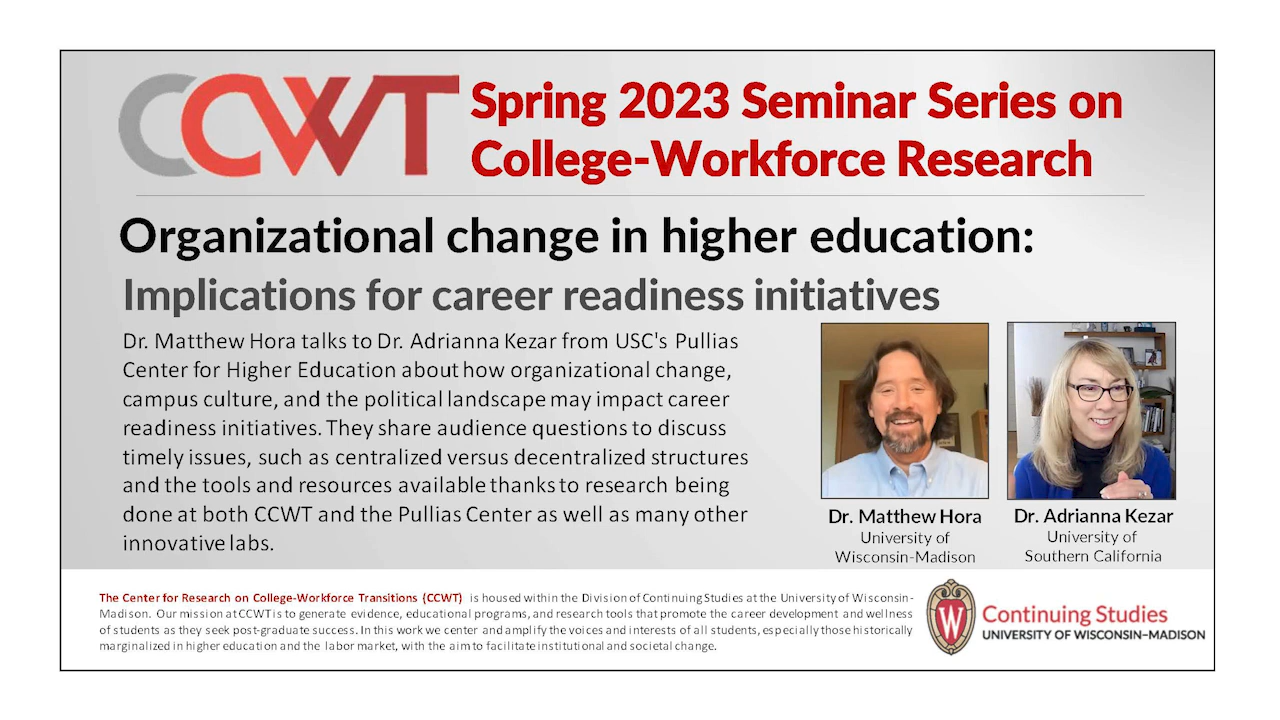 CCWT
Spring 2023 Seminar Series on
College-Workforce Research
Organizational change in higher education:
Implications for career readiness initiatives
Dr. Matthew Hora talks to Dr. Adrianna Kezar from USC's Pullias
Center for Higher Education about how organizational change,
campus culture, and the political landscape may impact career
readiness initiatives. They share audience questions to discuss
timely issues, such as centralized versus decentralized structures
and the tools and resources available thanks to research being
done at both CCWT and the Pullias Center as well as many other
innovative labs.
Dr. Matthew Hora
University of
Wisconsin-Madison
Dr. Adrianna Kezar
University of
Southern California
The Center for Research on College-Workforce Transitions (CCWT) is housed within the Division of Continuing Studies at the University of Wisconsin-
Madison. Our mission at CCWT is to generate evidence, educational programs, and research tools that promote the career development and wellness
of students as they seek post-graduate success. In this work we center and amplify the voices and interests of all students, especially those historically
marginalized in higher education and the labor market, with the aim to facilitate institutional and societal change.
W
Continuing Studies
UNIVERSITY OF WISCONSIN–MADISON